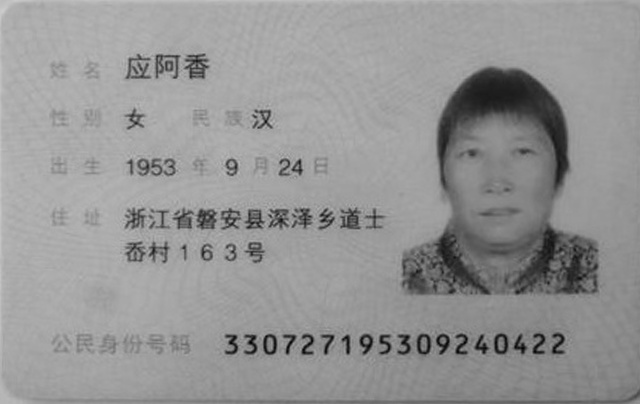 姓名 应阿香
性别 女 民族 汉
出生 1953 年 9 月 24 日
住址 浙江省磐安县深泽乡道士
岙村163号
公民身份号码 330727195309240422